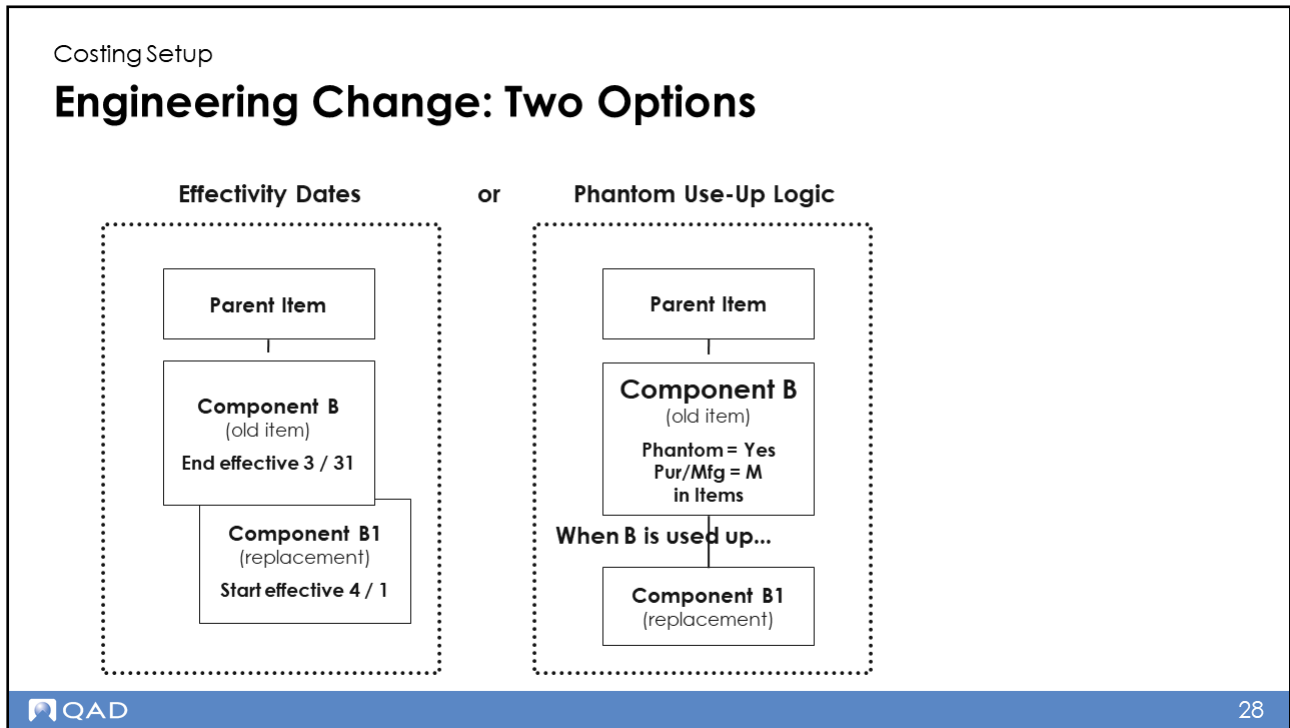 Costing Setup
Engineering Change: Two Options
Effectivity Dates or Phantom Use-Up Logic
Parent Item
Component B
(old item)
End effective 3 / 31
Component B1
(replacement)
Start effective 4 / 1
Parent Item
Component B
(old item)
Phantom = Yes
Pur/Mfg = M
in Items
When B is used up...
Component B1
(replacement)
QAD
28